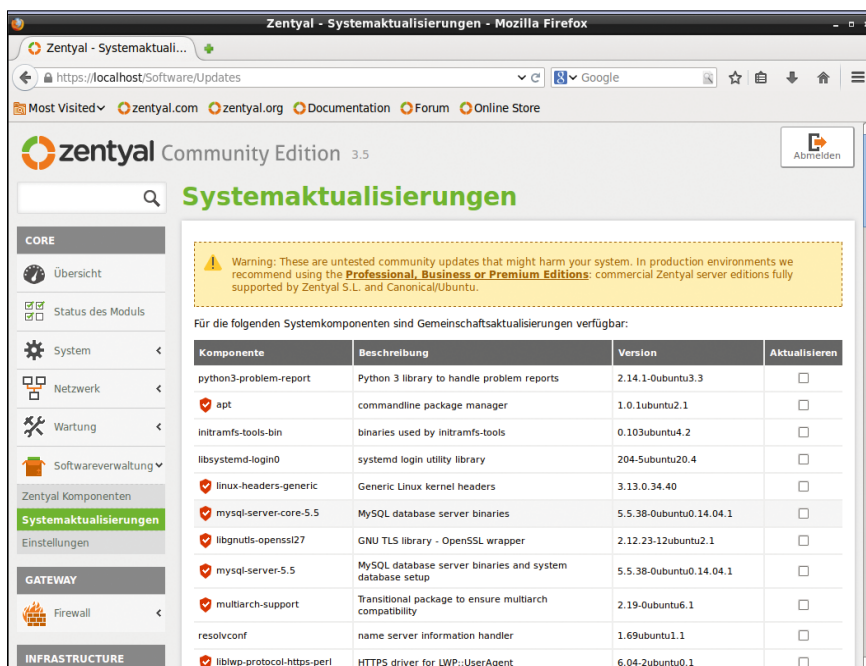 Zentyal - Systemaktualisierungen - Mozilla Firefox
Zentyal - Systemaktuali...
https://localhost/Software/Updates
Google
Most Visited
zentyal.com
zentyal.org
Documentation
Forum
Online Store
zentyal Community Edition 3.5
Abmelden
Systemaktualisierungen
CORE
Übersicht
Status des Moduls
System
Netzwerk
Wartung
Softwareverwaltung
Zentyal Komponenten
Systemaktualisierungen
Einstellungen
GATEWAY
Firewall
INFRASTRUCTURE
Warning: These are untested community updates that might harm your system. In production environments we
recommend using the Professional, Business or Premium Editions: commercial Zentyal server editions fully
supported by Zentyal S.L. and Canonical/Ubuntu.
Für die folgenden Systemkomponenten sind Gemeinschaftsaktualisierungen verfügbar:
Komponente Beschreibung Version Aktualisieren
python3-problem-report Python 3 library to handle problem reports 2.14.1-0ubuntu3.3
apt commandline package manager 1.0.1ubuntu2.1
initramfs-tools-bin binaries used by initramfs-tools 0.103ubuntu4.2
libsystemd-login0 systemd login utility library 204-5ubuntu20.4
linux-headers-generic Generic Linux kernel headers 3.13.0.34.40
mysql-server-core-5.5 MySQL database server binaries 5.5.38-0ubuntu0.14.04.1
libgnutls-openssl27 GNU TLS library - OpenSSL wrapper 2.12.23-12ubuntu2.1
mysql-server-5.5 MySQL database server binaries and system database setup 5.5.38-0ubuntu0.14.04.1
multiarch-support Transitional package to ensure multiarch compatibility 2.19-0ubuntu6.1
resolvconf name server information handler 1.69ubuntu1.1
liblwp-protocol-https-perl HTTPS driver for LWP::UserAgent 6.04-2ubuntu0.1